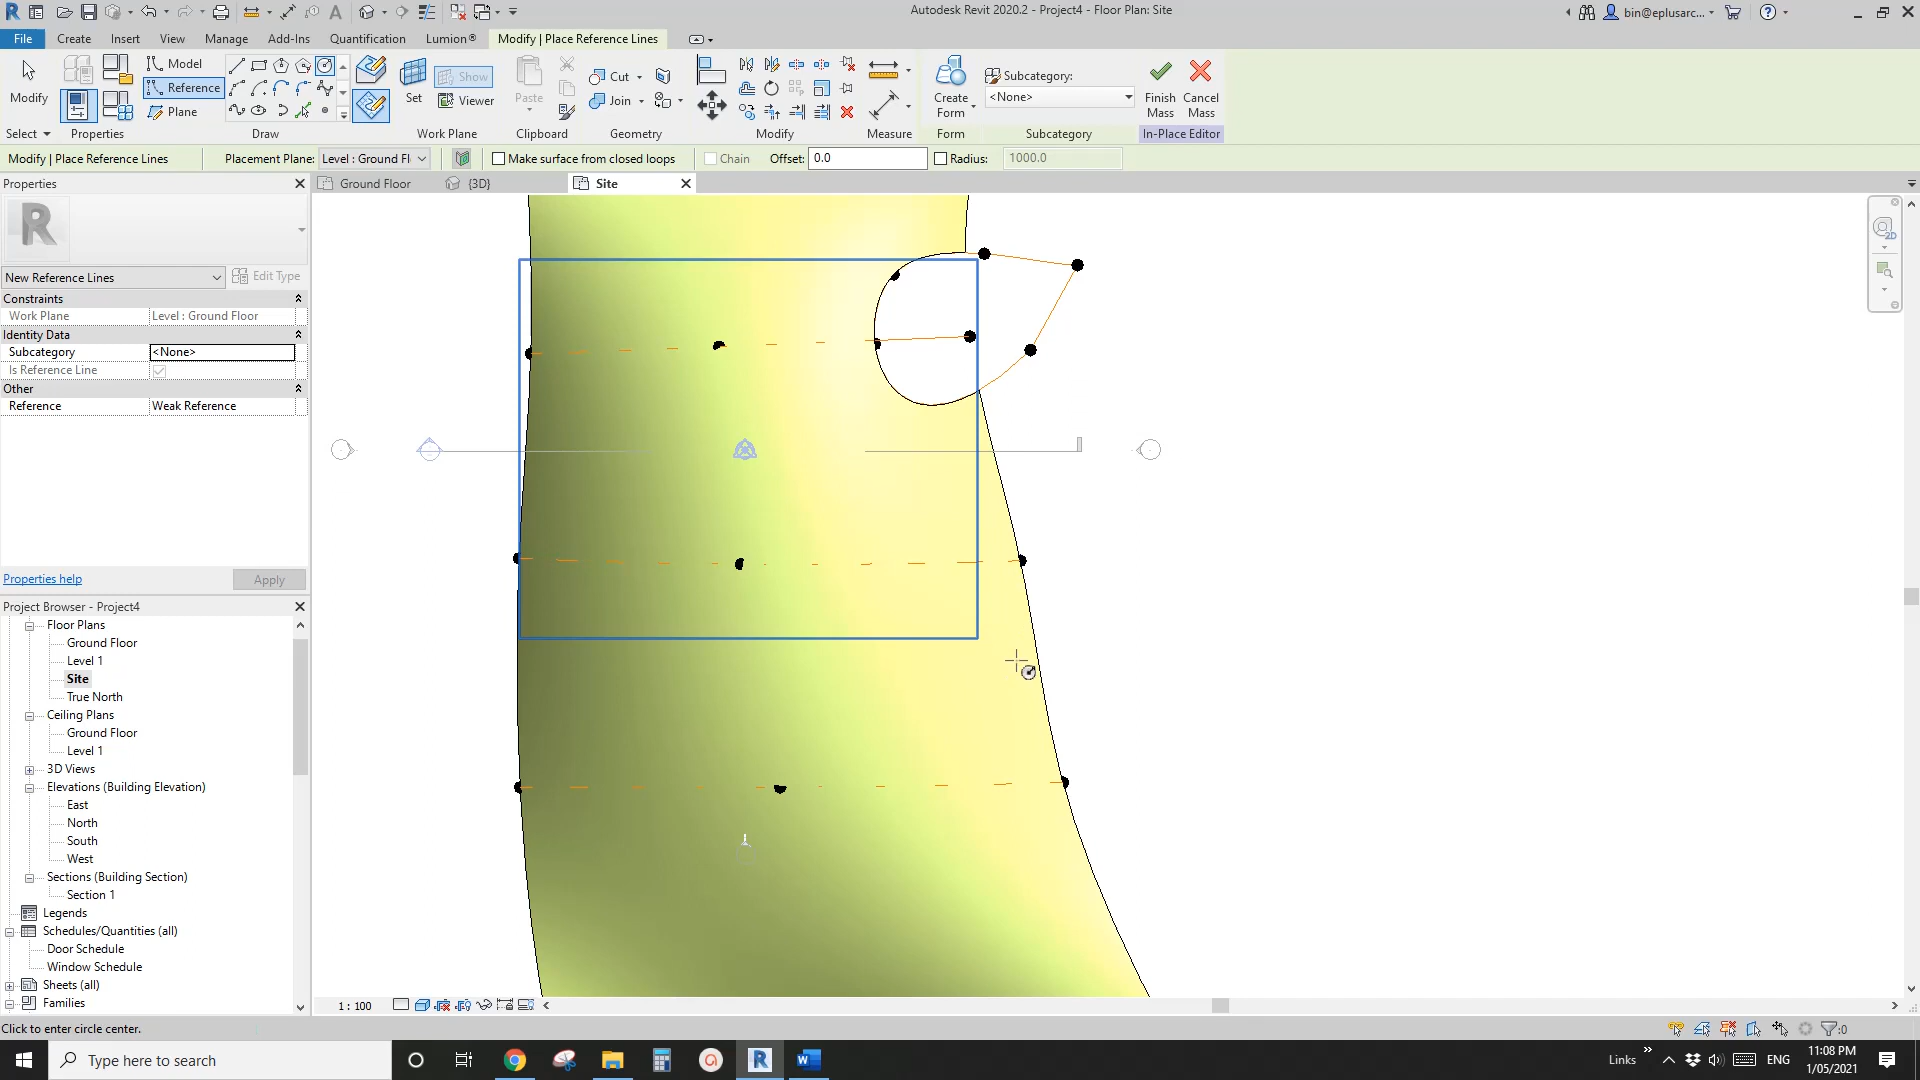 Autodesk Revit 2020.2 - Project4 - Floor Plan: Site
bin@eplusarc...
File
Create
Insert
View
Manage
Add-Ins
Quantification
Lumion®
Modify | Place Reference Lines
Modify
Select
Properties
Model
Reference
Plane
Draw
Set
Show
Viewer
Work Plane
Paste
Clipboard
Cut
Join
Geometry
Modify
Measure
Create
Form
Form
Subcategory:
<None>
Subcategory
Finish
Mass
Cancel
Mass
In-Place Editor
Modify | Place Reference Lines
Placement Plane:
Level : Ground Fl
Make surface from closed loops
Chain
Offset:
0.0
Radius:
1000.0
Properties
Ground Floor
{3D}
Site
New Reference Lines
Edit Type
Constraints
Work Plane
Level : Ground Floor
Identity Data
Subcategory
<None>
Is Reference Line
Other
Reference
Weak Reference
Properties help
Apply
Project Browser - Project4
Floor Plans
Ground Floor
Level 1
Site
True North
Ceiling Plans
Ground Floor
Level 1
3D Views
Elevations (Building Elevation)
East
North
South
West
Sections (Building Section)
Section 1
Legends
Schedules/Quantities (all)
Door Schedule
Window Schedule
Sheets (all)
Families
2D
1 : 100
Click to enter circle center.
:0
Type here to search
Links
ENG
11:08 PM
1/05/2021